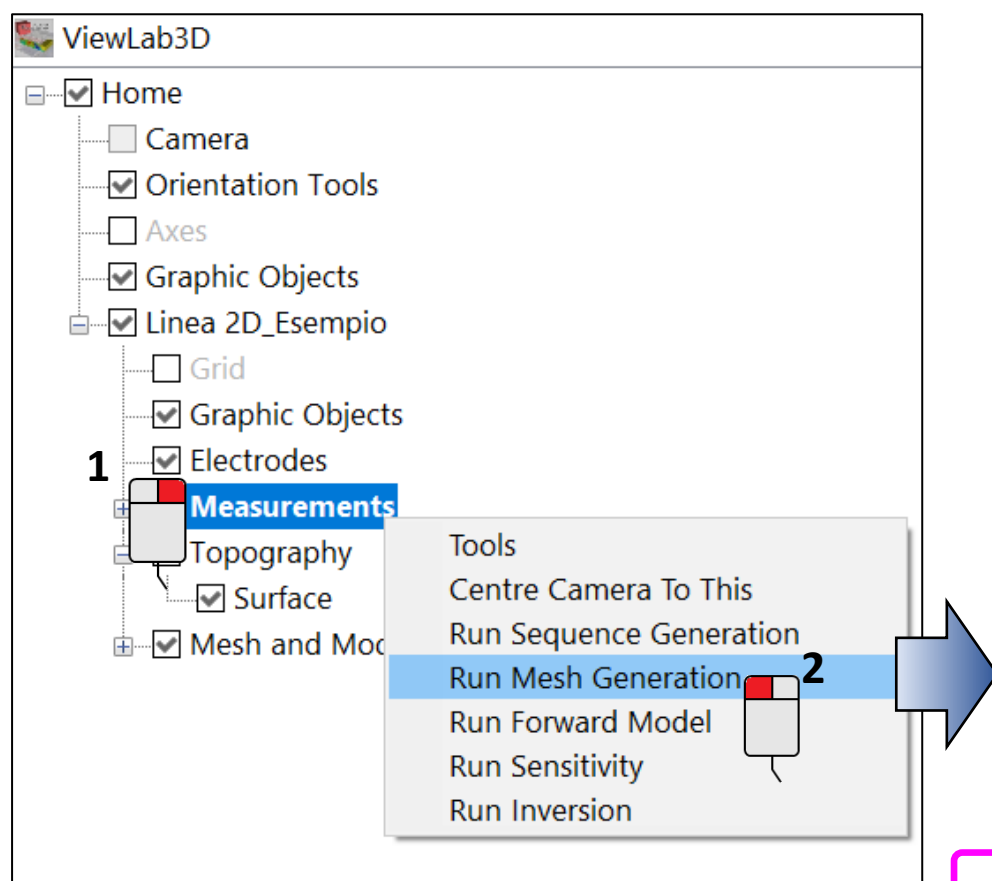 ViewLab3D
Home
Camera
Orientation Tools
Axes
Graphic Objects
Linea 2D_Esempio
Grid
Graphic Objects
1
Electrodes
Measurements
Topography
Surface
Mesh and Mod
Tools
Centre Camera To This
Run Sequence Generation
Run Mesh Generation
2
Run Forward Model
Run Sensitivity
Run Inversion